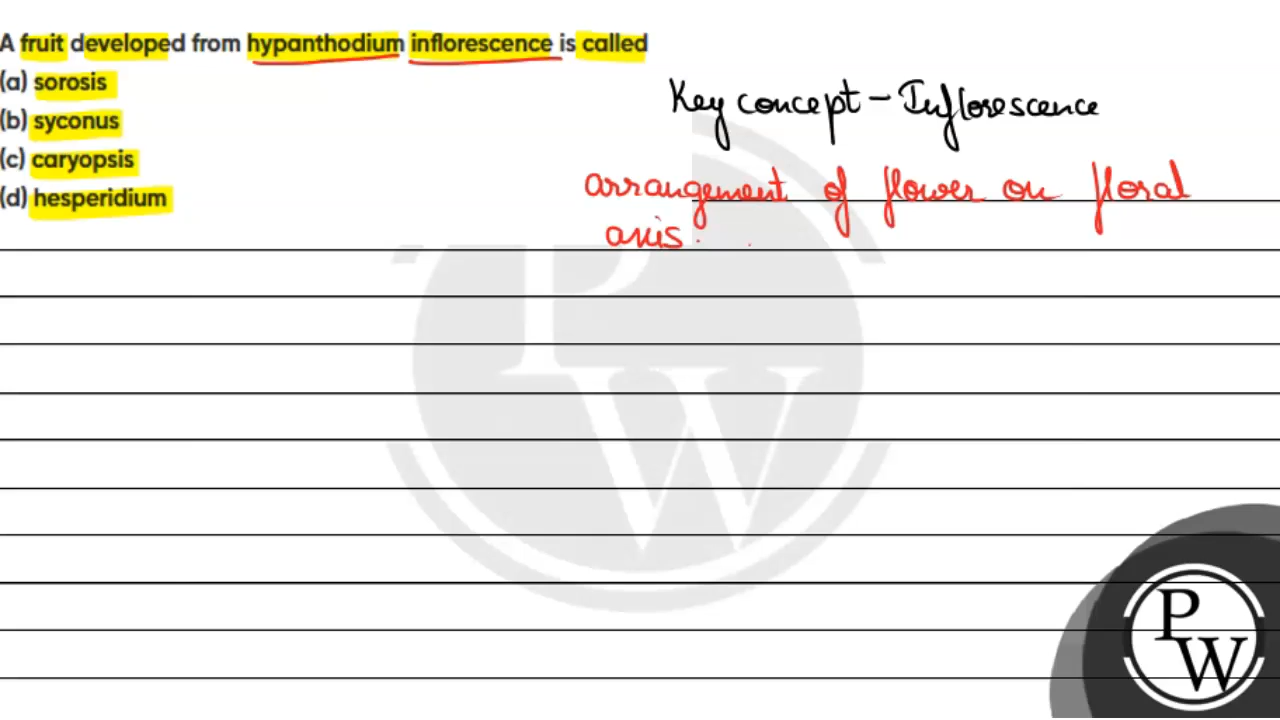 A fruit developed from hypanthodium inflorescence is called
(a) sorosis
(b) syconus
(c) caryopsis
(d) hesperidium
Key concept - Inflorescence
arrangement of flower on floral
axis.
P
W
P
W